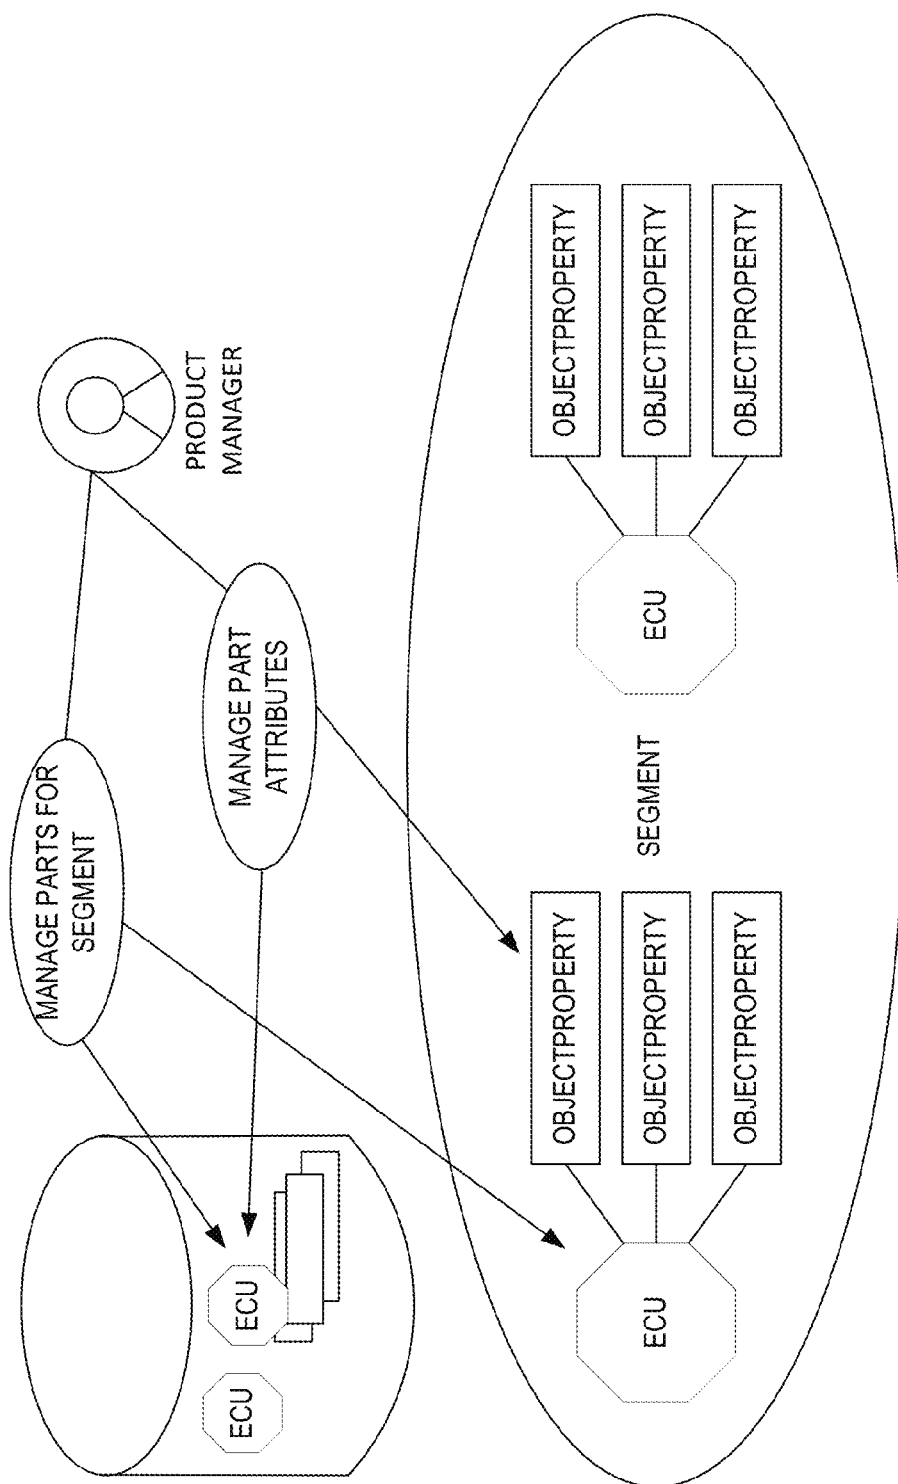 MANAGE PARTS FOR
SEGMENT
PRODUCT
MANAGER
MANAGE PART
ATTRIBUTES
ECU
ECU
OBJECTPROPERTY
OBJECTPROPERTY
ECU
OBJECTPROPERTY
SEGMENT
ECU
OBJECTPROPERTY
OBJECTPROPERTY
OBJECTPROPERTY